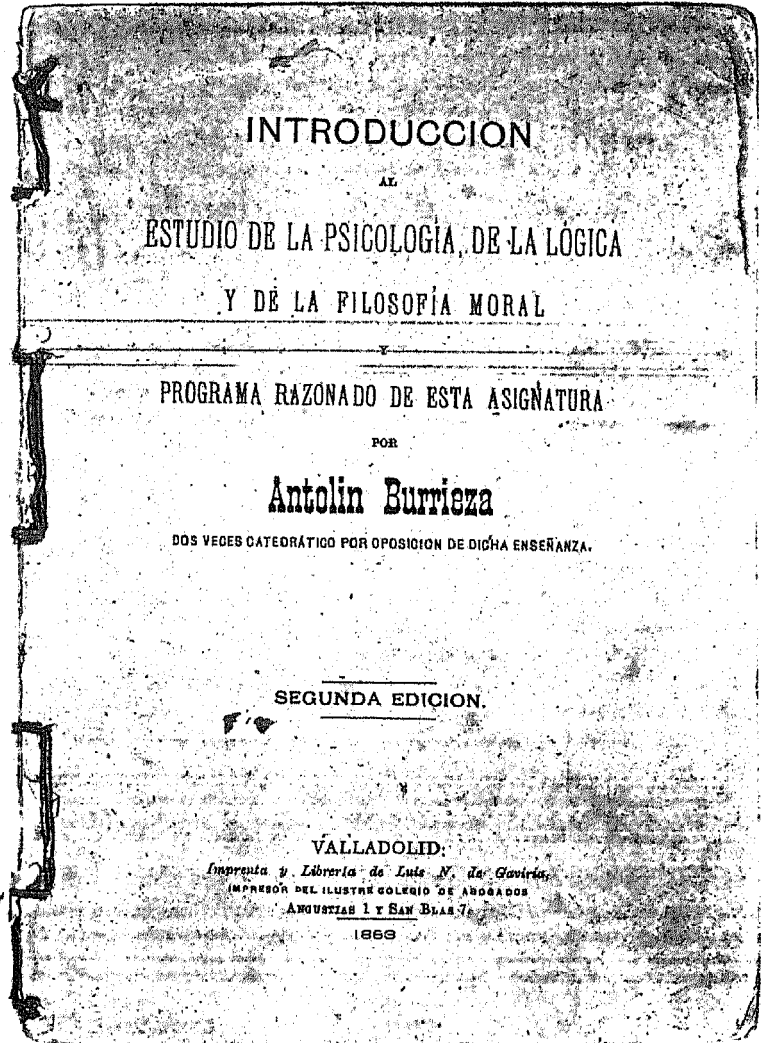 INTRODUCCION
AL
ESTUDIO DE LA PSICOLOGÍA, DE LA LÓGICA
Y DE LA FILOSOFÍA MORAL
Y
PROGRAMA RAZONADO DE ESTA ASIGNATURA
POR
Antolin Burrieza
DOS VECES CATEDRÁTICO POR OPOSICION DE DICHA ENSEÑANZA.
SEGUNDA EDICION.
VALLADOLID:
Imprenta y Librería de Luis N. de Gaviria,
IMPRESOR DEL ILUSTRE COLEGIO DE ABOGADOS
ANGUSTIAS 1 Y SAN BLAS 7.
1863